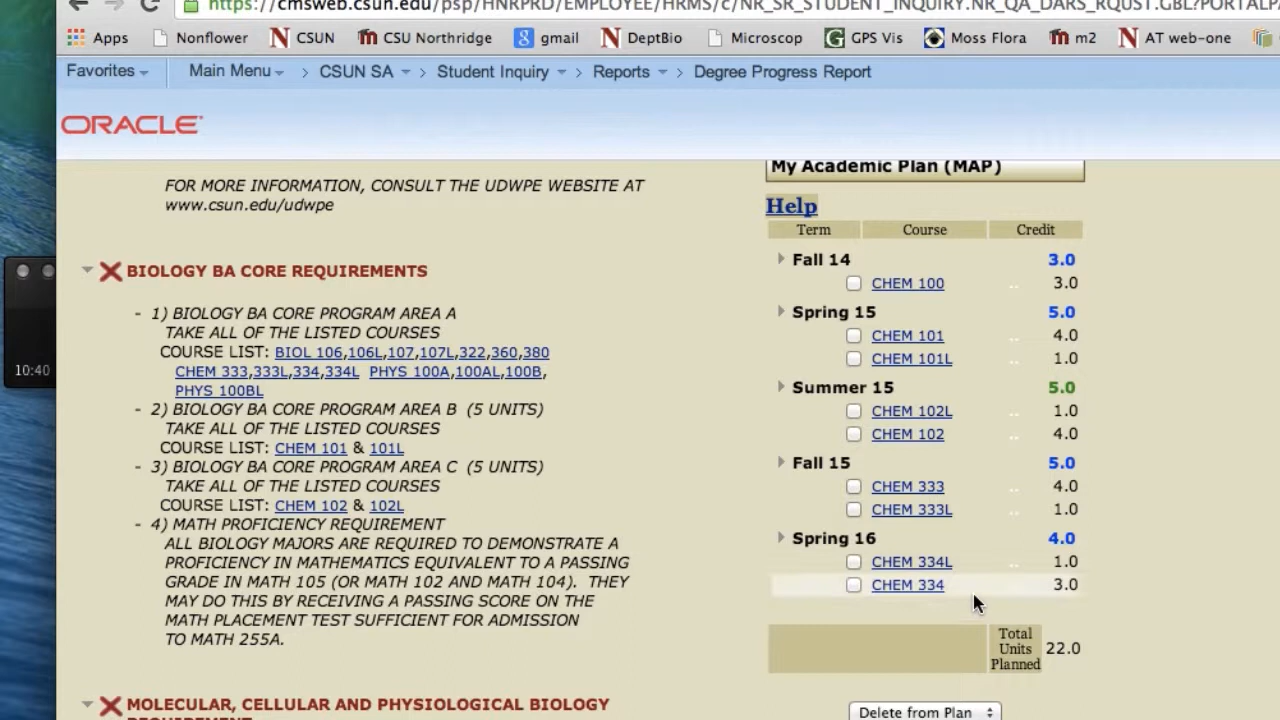 https://cmsweb.csun.edu/psp/HNRPRD/EMPLOYEE/HRMS/c/NR_SR_STUDENT_INQUIRY.NR_QA_DARS_RQUST.GBL?PORTALPA
Apps Nonflower CSUN CSU Northridge gmail DeptBio Microscop GPS Vis Moss Flora m2 AT web-one
Favorites Main Menu > CSUN SA > Student Inquiry > Reports > Degree Progress Report
ORACLE
FOR MORE INFORMATION, CONSULT THE UDWPE WEBSITE AT
www.csun.edu/udwpe
BIOLOGY BA CORE REQUIREMENTS
- 1) BIOLOGY BA CORE PROGRAM AREA A
TAKE ALL OF THE LISTED COURSES
COURSE LIST: BIOL 106,106L,107,107L,322,360,380
CHEM 333,333L,334,334L PHYS 100A,100AL,100B,
PHYS 100BL
- 2) BIOLOGY BA CORE PROGRAM AREA B (5 UNITS)
TAKE ALL OF THE LISTED COURSES
COURSE LIST: CHEM 101 & 101L
- 3) BIOLOGY BA CORE PROGRAM AREA C (5 UNITS)
TAKE ALL OF THE LISTED COURSES
COURSE LIST: CHEM 102 & 102L
- 4) MATH PROFICIENCY REQUIREMENT
ALL BIOLOGY MAJORS ARE REQUIRED TO DEMONSTRATE A
PROFICIENCY IN MATHEMATICS EQUIVALENT TO A PASSING
GRADE IN MATH 105 (OR MATH 102 AND MATH 104). THEY
MAY DO THIS BY RECEIVING A PASSING SCORE ON THE
MATH PLACEMENT TEST SUFFICIENT FOR ADMISSION
TO MATH 255A.
MOLECULAR, CELLULAR AND PHYSIOLOGICAL BIOLOGY
My Academic Plan (MAP)
Help
Term Course Credit
Fall 14 3.0
CHEM 100 .. 3.0
Spring 15 5.0
CHEM 101 .. 4.0
CHEM 101L .. 1.0
Summer 15 5.0
CHEM 102L .. 1.0
CHEM 102 4.0
Fall 15 5.0
CHEM 333 .. 4.0
CHEM 333L .. 1.0
Spring 16 4.0
CHEM 334L .. 1.0
CHEM 334 3.0
Total
Units 22.0
Planned
Delete from Plan
10:40